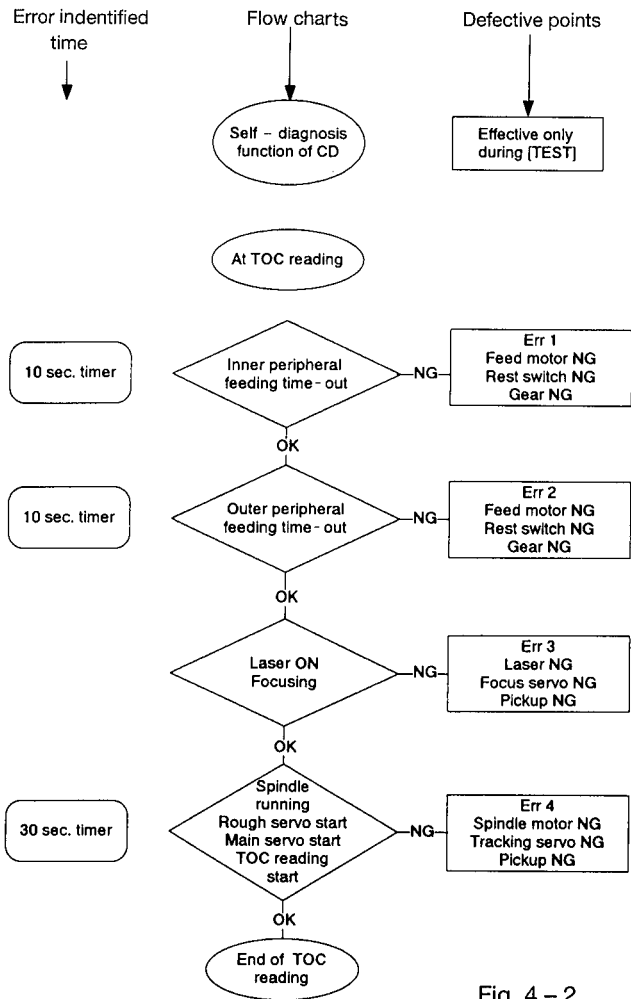 Error indentified
time
Flow charts
Defective points
Self - diagnosis
function of CD
Effective only
during [TEST]
At TOC reading
10 sec. timer
Inner peripheral
feeding time - out
NG
Err 1
Feed motor NG
Rest switch NG
Gear NG
OK
10 sec. timer
Outer peripheral
feeding time - out
NG
Err 2
Feed motor NG
Rest switch NG
Gear NG
OK
Laser ON
Focusing
NG
Err 3
Laser NG
Focus servo NG
Pickup NG
OK
30 sec. timer
Spindle
running
Rough servo start
Main servo start
TOC reading
start
NG
Err 4
Spindle motor NG
Tracking servo NG
Pickup NG
OK
End of TOC
reading
Fig. 4 - 2